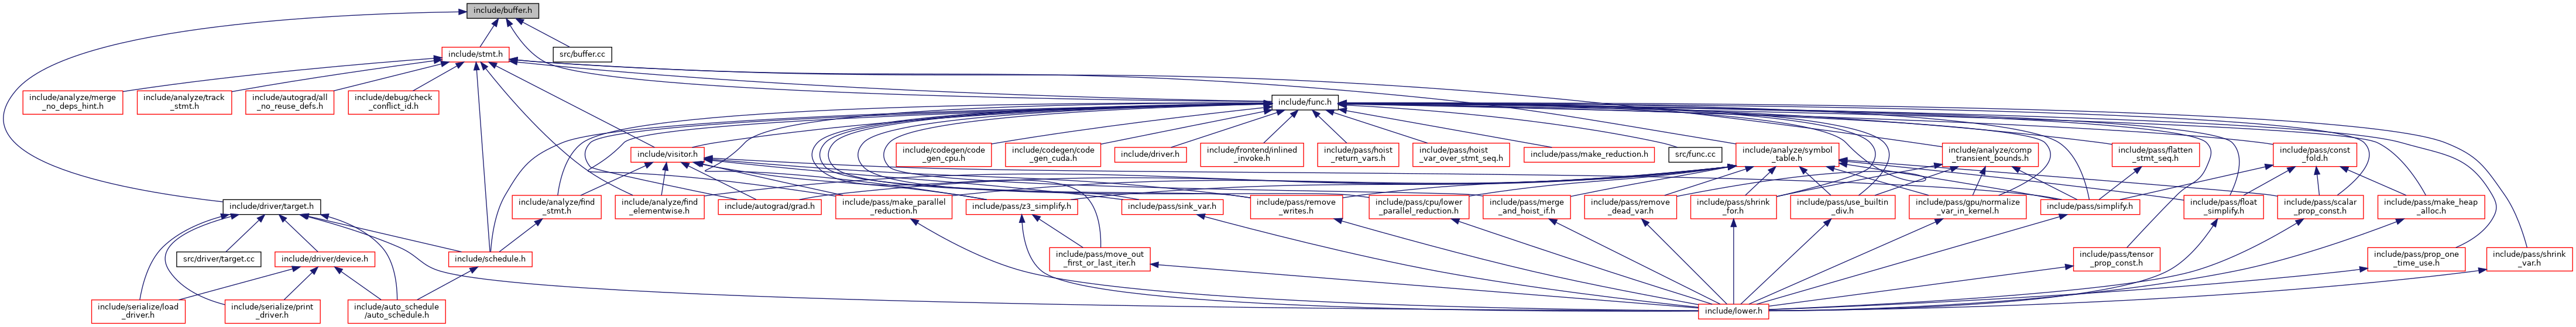 include/buffer.h
include/stmt.h
src/buffer.cc
include/analyze/merge
_no_deps_hint.h
include/analyze/track
_stmt.h
include/autograd/all
_no_reuse_defs.h
include/debug/check
_conflict_id.h
include/func.h
include/visitor.h
include/codegen/code
_gen_cpu.h
include/codegen/code
_gen_cuda.h
include/driver.h
include/frontend/inlined
_invoke.h
include/pass/hoist
_return_vars.h
include/pass/hoist
_var_over_stmt_seq.h
include/pass/make_reduction.h
src/func.cc
include/analyze/symbol
_table.h
include/analyze/comp
_transient_bounds.h
include/pass/flatten
_stmt_seq.h
include/pass/const
_fold.h
include/driver/target.h
include/analyze/find
_stmt.h
include/analyze/find
_elementwise.h
include/autograd/grad.h
include/pass/make_parallel
_reduction.h
include/pass/z3_simplify.h
include/pass/sink_var.h
include/pass/remove
_writes.h
include/pass/cpu/lower
_parallel_reduction.h
include/pass/merge
_and_hoist_if.h
include/pass/remove
_dead_var.h
include/pass/shrink
_for.h
include/pass/use_builtin
_div.h
include/pass/gpu/normalize
_var_in_kernel.h
include/pass/simplify.h
include/pass/float
_simplify.h
include/pass/scalar
_prop_const.h
include/pass/make_heap
_alloc.h
src/driver/target.cc
include/driver/device.h
include/schedule.h
include/pass/move_out
_first_or_last_iter.h
include/pass/tensor
_prop_const.h
include/pass/prop_one
_time_use.h
include/pass/shrink
_var.h
include/serialize/load
_driver.h
include/serialize/print
_driver.h
include/auto_schedule
/auto_schedule.h
include/lower.h